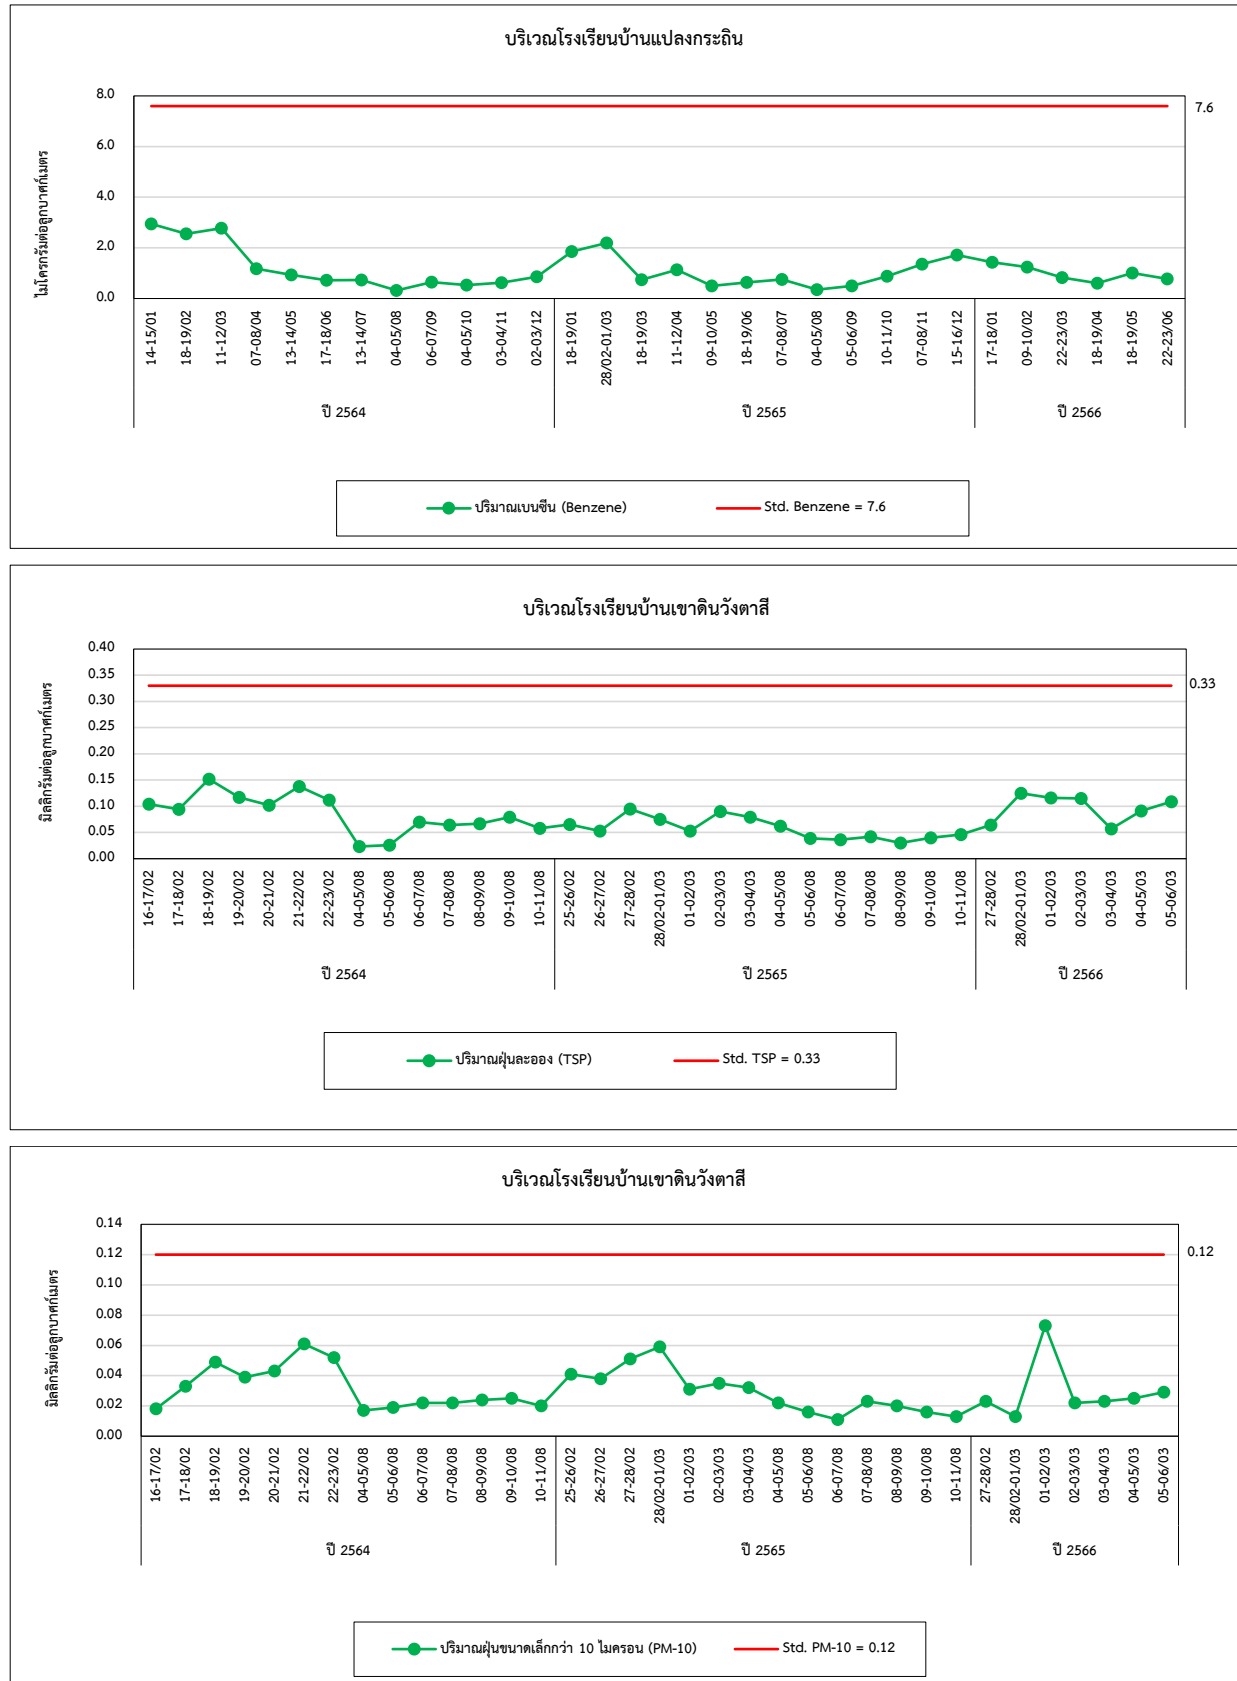 บริเวณโรงเรียนบ้านแปลงกระถิน
ไมโครกรัมต่อลูกบาศก์เมตร
8.0
6.0
4.0
2.0
0.0
7.6
14-15/01 18-19/02 11-12/03 07-08/04 13-14/05 17-18/06 13-14/07 04-05/08 06-07/09 04-05/10 03-04/11 02-03/12 18-19/01 28/02-01/03 18-19/03 11-12/04 09-10/05 18-19/06 07-08/07 04-05/08 05-06/09 10-11/10 07-08/11 15-16/12 17-18/01 09-10/02 22-23/03 18-19/04 18-19/05 22-23/06
ปี 2564 ปี 2565 ปี 2566
ปริมาณเบนซีน (Benzene) Std. Benzene = 7.6
บริเวณโรงเรียนบ้านเขาดินวังตาสี
มิลลิกรัมต่อลูกบาศก์เมตร
0.40
0.35
0.30
0.25
0.20
0.15
0.10
0.05
0.00
0.33
16-17/02 17-18/02 18-19/02 19-20/02 20-21/02 21-22/02 22-23/02 04-05/08 05-06/08 06-07/08 07-08/08 08-09/08 09-10/08 10-11/08 25-26/02 26-27/02 27-28/02 28/02-01/03 01-02/03 02-03/03 03-04/03 04-05/08 05-06/08 06-07/08 07-08/08 08-09/08 09-10/08 10-11/08 27-28/02 28/02-01/03 01-02/03 02-03/03 03-04/03 04-05/03 05-06/03
ปี 2564 ปี 2565 ปี 2566
ปริมาณฝุ่นละออง (TSP) Std. TSP = 0.33
บริเวณโรงเรียนบ้านเขาดินวังตาสี
มิลลิกรัมต่อลูกบาศก์เมตร
0.14
0.12
0.10
0.08
0.06
0.04
0.02
0.00
0.12
16-17/02 17-18/02 18-19/02 19-20/02 20-21/02 21-22/02 22-23/02 04-05/08 05-06/08 06-07/08 07-08/08 08-09/08 09-10/08 10-11/08 25-26/02 26-27/02 27-28/02 28/02-01/03 01-02/03 02-03/03 03-04/03 04-05/08 05-06/08 06-07/08 07-08/08 08-09/08 09-10/08 10-11/08 27-28/02 28/02-01/03 01-02/03 02-03/03 03-04/03 04-05/03 05-06/03
ปี 2564 ปี 2565 ปี 2566
ปริมาณฝุ่นขนาดเล็กกว่า 10 ไมครอน (PM-10) Std. PM-10 = 0.12